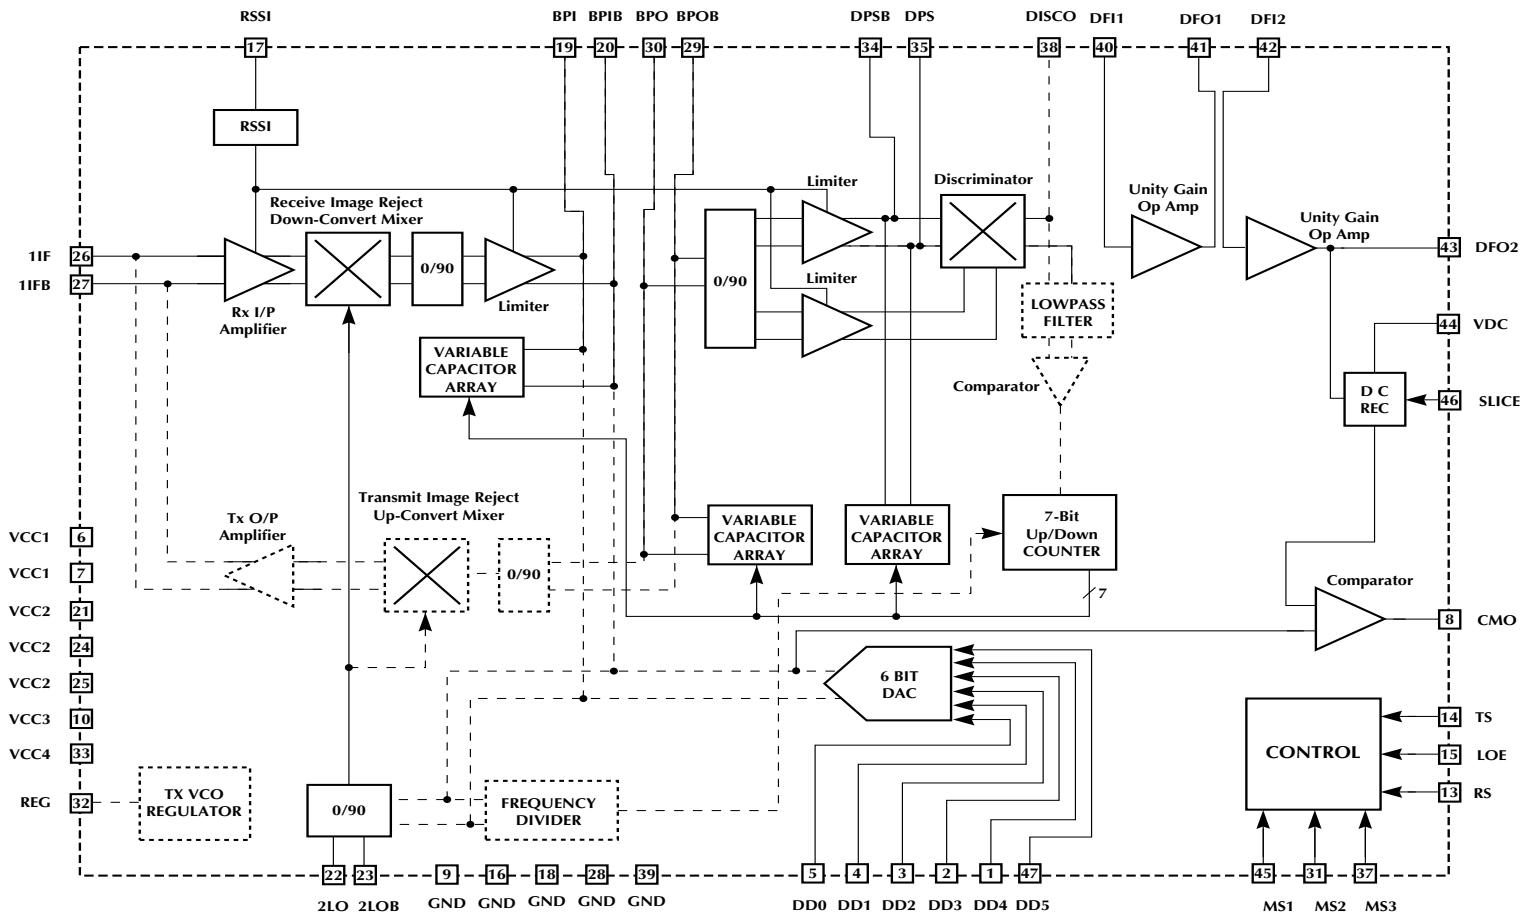 RSSI BPI BPIB BPO BPOB DPSB DPS DISCO DFI1 DFO1 DFI2
17 19 20 30 29 34 35 38 40 41 42
RSSI
Receive Image Reject
Down-Convert Mixer
Limiter
Discriminator
Unity Gain
Op Amp
Unity Gain
Op Amp
1IF 26
1IFB 27
0/90
Rx I/P
Amplifier
Limiter
0/90
Limiter
LOWPASS
FILTER
43 DFO2
44 VDC
VARIABLE
CAPACITOR
ARRAY
Comparator
D C
REC
46 SLICE
Transmit Image Reject
Up-Convert Mixer
Tx O/P
Amplifier
0/90
VARIABLE
CAPACITOR
ARRAY
VARIABLE
CAPACITOR
ARRAY
7-Bit
Up/Down
COUNTER
7
Comparator
8 CMO
VCC1 6
VCC1 7
VCC2 21
VCC2 24
VCC2 25
VCC3 10
VCC4 33
REG 32
6 BIT
DAC
CONTROL
14 TS
15 LOE
13 RS
TX VCO
REGULATOR
0/90
FREQUENCY
DIVIDER
22 23 9 16 18 28 39 5 4 3 2 1 47 45 31 37
2LO 2LOB GND GND GND GND GND DD0 DD1 DD2 DD3 DD4 DD5 MS1 MS2 MS3